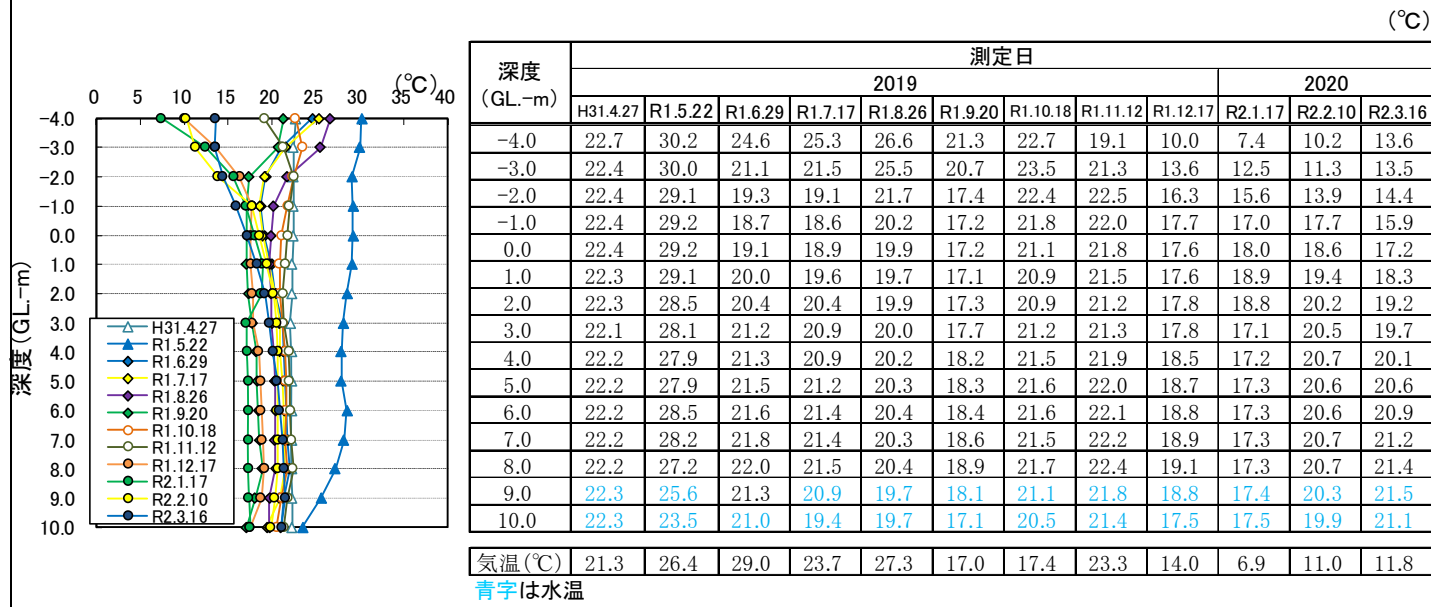 (℃)
(℃)
0 5 10 15 20 25 30 35 40
-4.0
-3.0
-2.0
-1.0
0.0
1.0
2.0
3.0
4.0
5.0
6.0
7.0
8.0
9.0
10.0
深度(GL.-m)
H31.4.27
R1.5.22
R1.6.29
R1.7.17
R1.8.26
R1.9.20
R1.10.18
R1.11.12
R1.12.17
R2.1.17
R2.2.10
R2.3.16
深度 (GL.-m) 測定日
2019 2020
H31.4.27 R1.5.22 R1.6.29 R1.7.17 R1.8.26 R1.9.20 R1.10.18 R1.11.12 R1.12.17 R2.1.17 R2.2.10 R2.3.16
-4.0 22.7 30.2 24.6 25.3 26.6 21.3 22.7 19.1 10.0 7.4 10.2 13.6
-3.0 22.4 30.0 21.1 21.5 25.5 20.7 23.5 21.3 13.6 12.5 11.3 13.5
-2.0 22.4 29.1 19.3 19.1 21.7 17.4 22.4 22.5 16.3 15.6 13.9 14.4
-1.0 22.4 29.2 18.7 18.6 20.2 17.2 21.8 22.0 17.7 17.0 17.7 15.9
0.0 22.4 29.2 19.1 18.9 19.9 17.2 21.1 21.8 17.6 18.0 18.6 17.2
1.0 22.3 29.1 20.0 19.6 19.7 17.1 20.9 21.5 17.6 18.9 19.4 18.3
2.0 22.3 28.5 20.4 20.4 19.9 17.3 20.9 21.2 17.8 18.8 20.2 19.2
3.0 22.1 28.1 21.2 20.9 20.0 17.7 21.2 21.3 17.8 17.1 20.5 19.7
4.0 22.2 27.9 21.3 20.9 20.2 18.2 21.5 21.9 18.5 17.2 20.7 20.1
5.0 22.2 27.9 21.5 21.2 20.3 18.3 21.6 22.0 18.7 17.3 20.6 20.6
6.0 22.2 28.5 21.6 21.4 20.4 18.4 21.6 22.1 18.8 17.3 20.6 20.9
7.0 22.2 28.2 21.8 21.4 20.3 18.6 21.5 22.2 18.9 17.3 20.7 21.2
8.0 22.2 27.2 22.0 21.5 20.4 18.9 21.7 22.4 19.1 17.3 20.7 21.4
9.0 22.3 25.6 21.3 20.9 19.7 18.1 21.1 21.8 18.8 17.4 20.3 21.5
10.0 22.3 23.5 21.0 19.4 19.7 17.1 20.5 21.4 17.5 17.5 19.9 21.1
気温(℃) 21.3 26.4 29.0 23.7 27.3 17.0 17.4 23.3 14.0 6.9 11.0 11.8
青字は水温